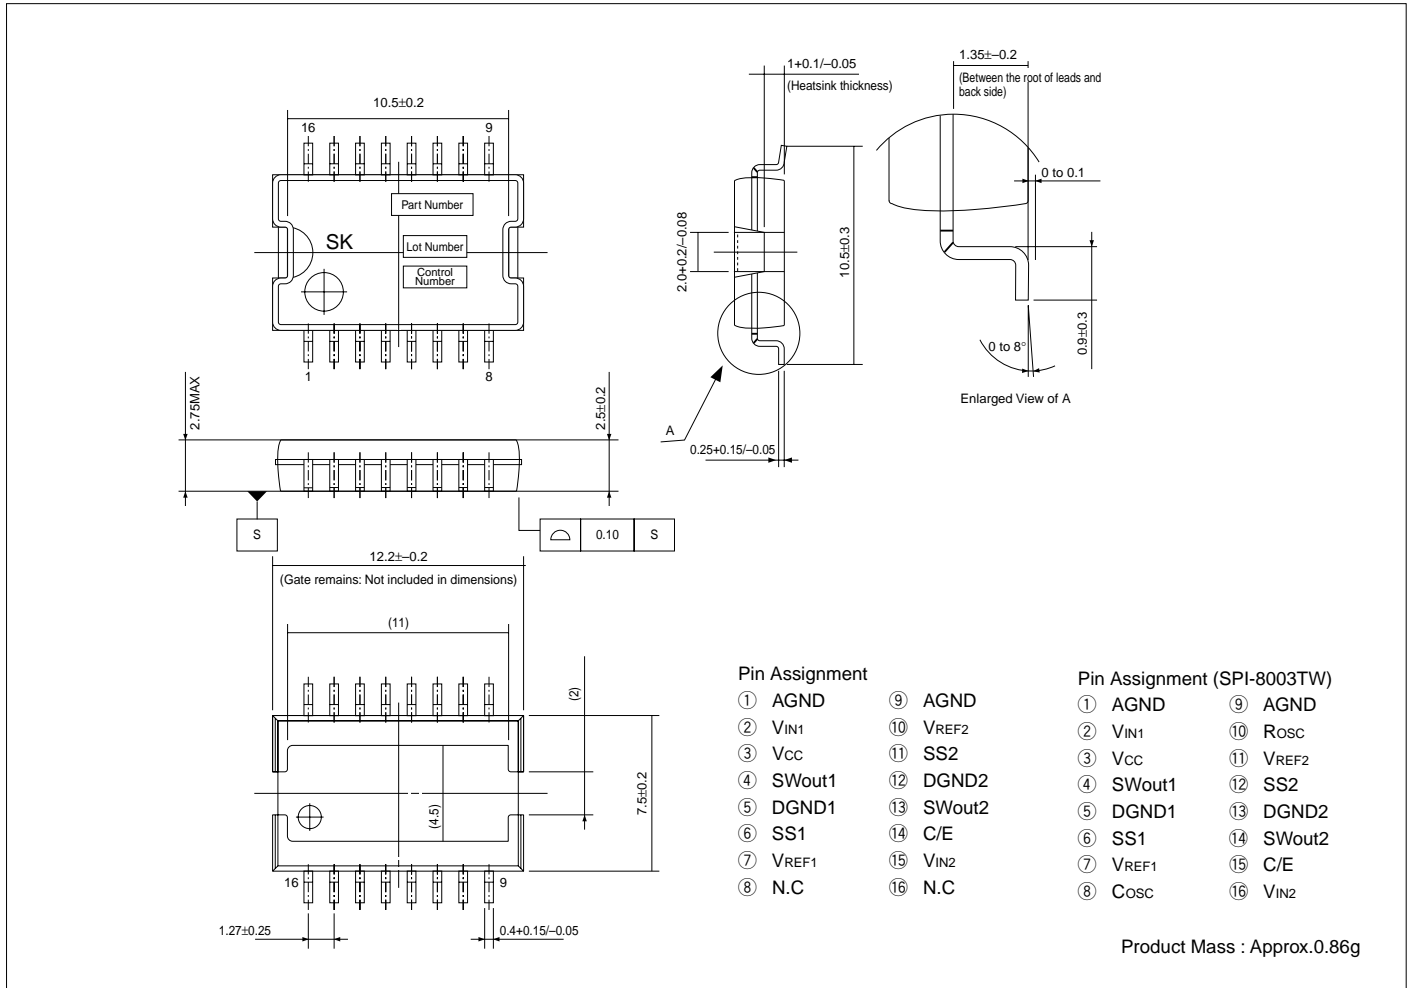 10.5±0.2
16
9
Part Number
SK
Lot Number
Control
Number
1
8
1+0.1/–0.05
(Heatsink thickness)
2.0+0.2/–0.08
10.5±0.3
A
0.25+0.15/–0.05
1.35±–0.2
(Between the root of leads and
back side)
0 to 0.1
0.9±0.3
0 to 8°
Enlarged View of A
2.75MAX
2.5±0.2
S
0.10
S
12.2±–0.2
(Gate remains: Not included in dimensions)
(11)
(2)
(4.5)
7.5±0.2
16
9
1.27±0.25
0.4+0.15/–0.05
Pin Assignment
① AGND
② VIN1
③ VCC
④ SWout1
⑤ DGND1
⑥ SS1
⑦ VREF1
⑧ N.C
⑨ AGND
⑩ VREF2
⑪ SS2
⑫ DGND2
⑬ SWout2
⑭ C/E
⑮ VIN2
⑯ N.C
Pin Assignment (SPI-8003TW)
① AGND
② VIN1
③ VCC
④ SWout1
⑤ DGND1
⑥ SS1
⑦ VREF1
⑧ COSC
⑨ AGND
⑩ ROSC
⑪ VREF2
⑫ SS2
⑬ DGND2
⑭ SWout2
⑮ C/E
⑯ VIN2
Product Mass : Approx.0.86g